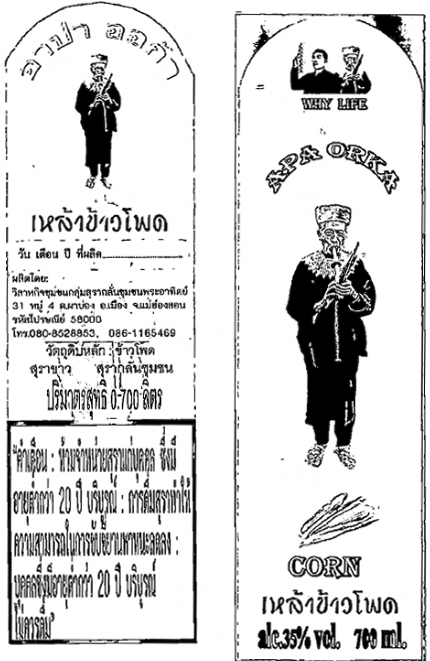 อาปา ออก้า
เหล้าข้าวโพด
วัน เดือน ปี ที่ผลิต
ผลิตโดย:
วิสาหกิจชุมชนกลุ่มสุรากลั่นชุมชนพระอาทิตย์
31 หมู่ 4 ต.ผาบ่อง อ.เมือง จ.แม่ฮ่องสอน
รหัสไปรษณีย์ 58000
โทร.080-8528853, 086-1165469
วัตถุดิบหลัก : ข้าวโพด
สุราขาว สุรากลั่นชุมชน
ปริมาตรสุทธิ 0.700 ลิตร
"คำเตือน : ห้ามจำหน่ายสุราแก่บุคคล ซึ่งมี
อายุต่ำกว่า 20 ปี บริบูรณ์ : การดื่มสุราทำให้
ความสามารถในการขับขี่ยานพาหนะลดลง :
บุคคลซึ่งมีอายุต่ำกว่า 20 ปี บริบูรณ์
ไม่ควรดื่ม"
WHY LIFE
APA ORKA
CORN
เหล้าข้าวโพด
alc.35% vol. 700 ml.